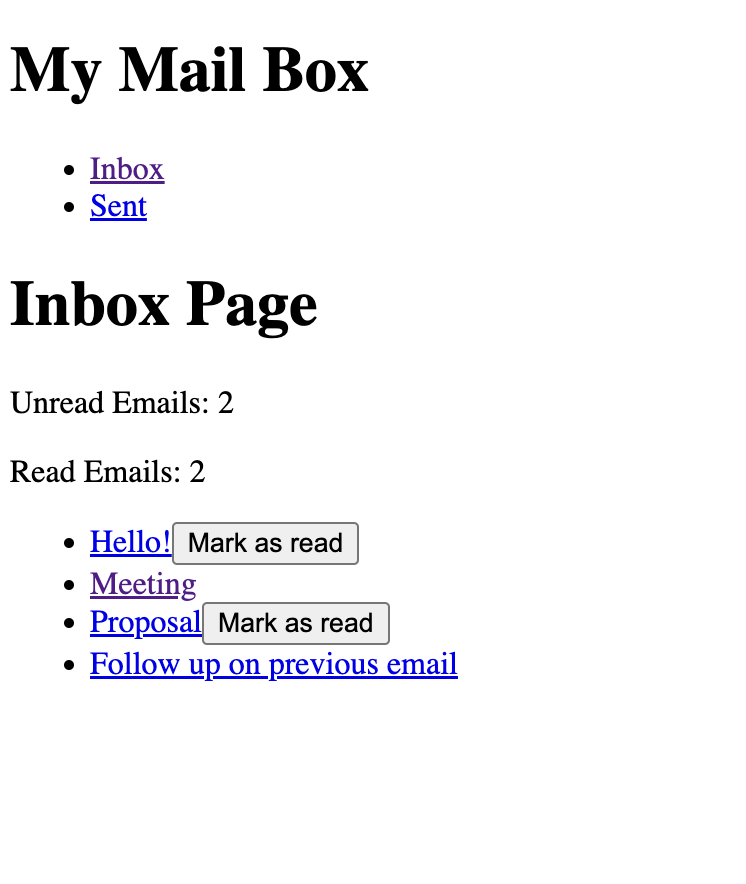 My Mail Box
Inbox
Sent
Inbox Page
Unread Emails: 2
Read Emails: 2
Hello! Mark as read
Meeting
Proposal Mark as read
Follow up on previous email